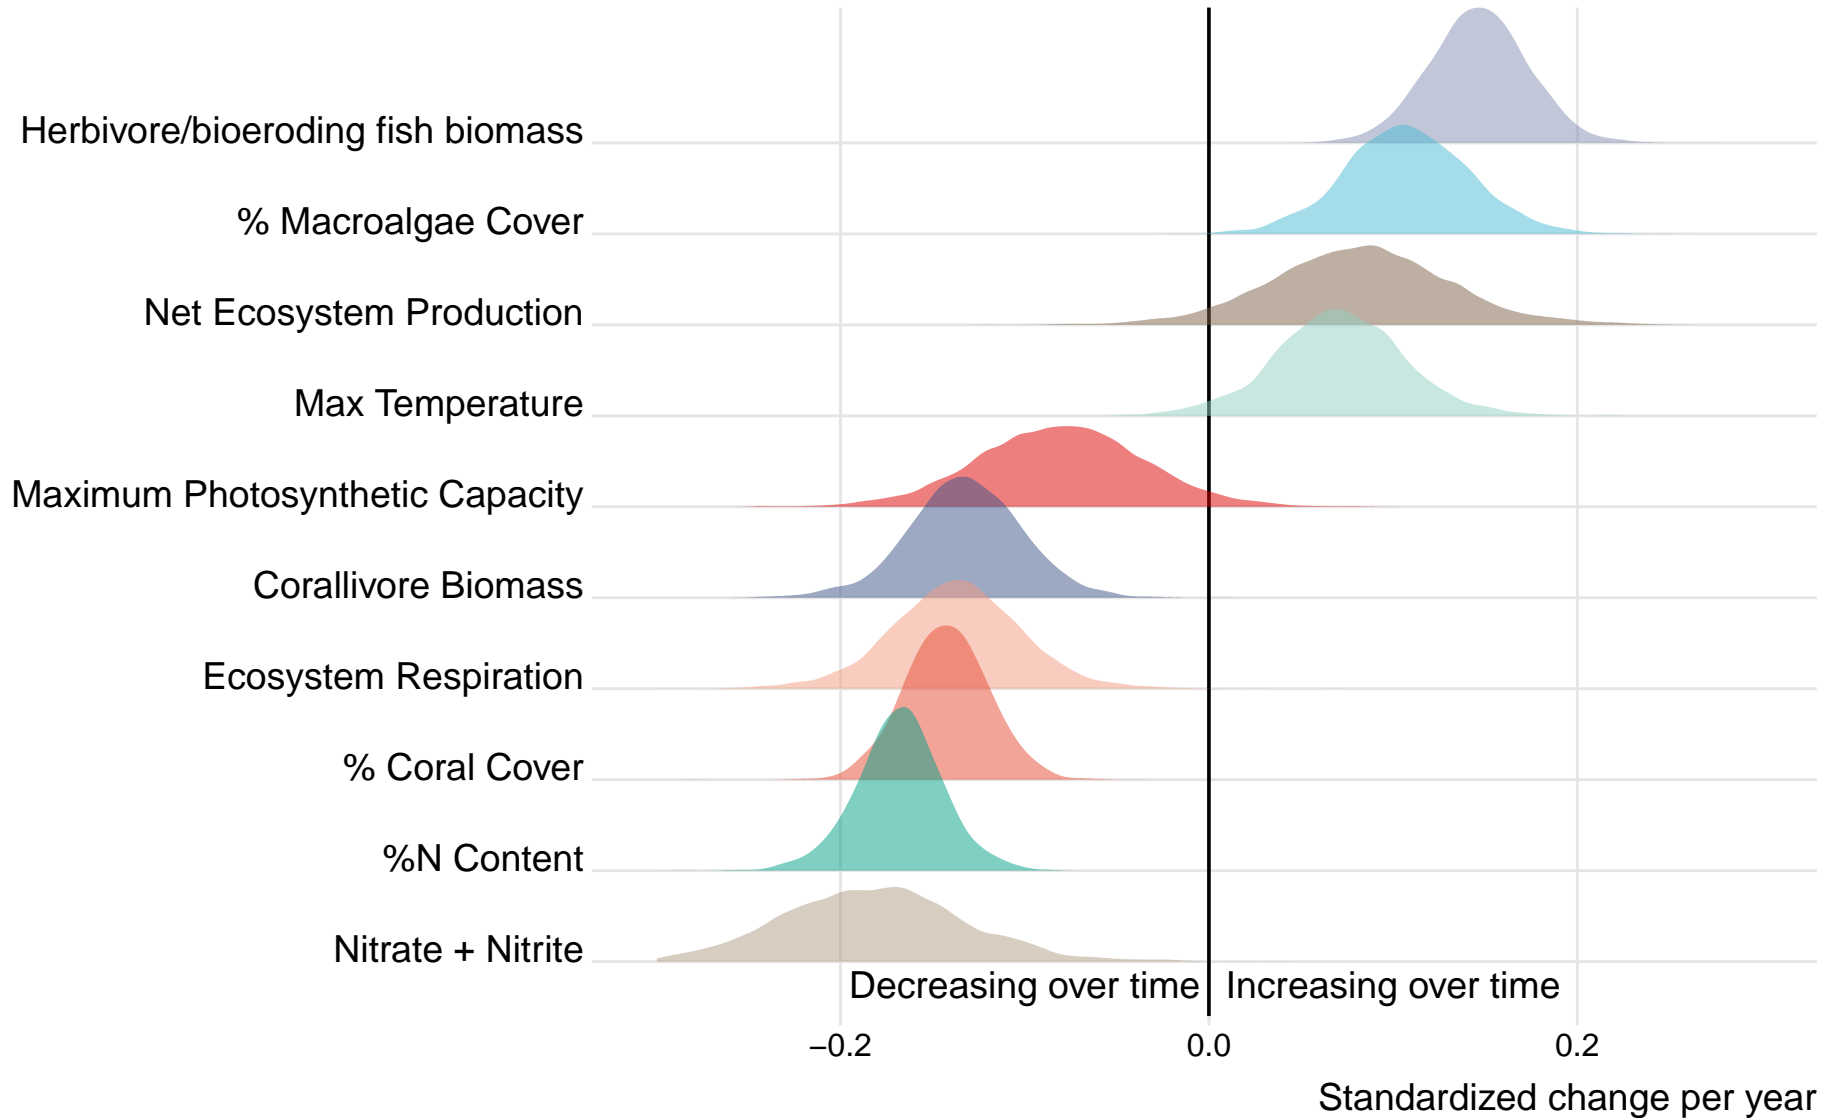 Herbivore/bioeroding fish biomass
% Macroalgae Cover
Net Ecosystem Production
Max Temperature
Maximum Photosynthetic Capacity
Corallivore Biomass
Ecosystem Respiration
% Coral Cover
%N Content
Nitrate + Nitrite
Decreasing over time
Increasing over time
−0.2
0.0
0.2
Standardized change per year